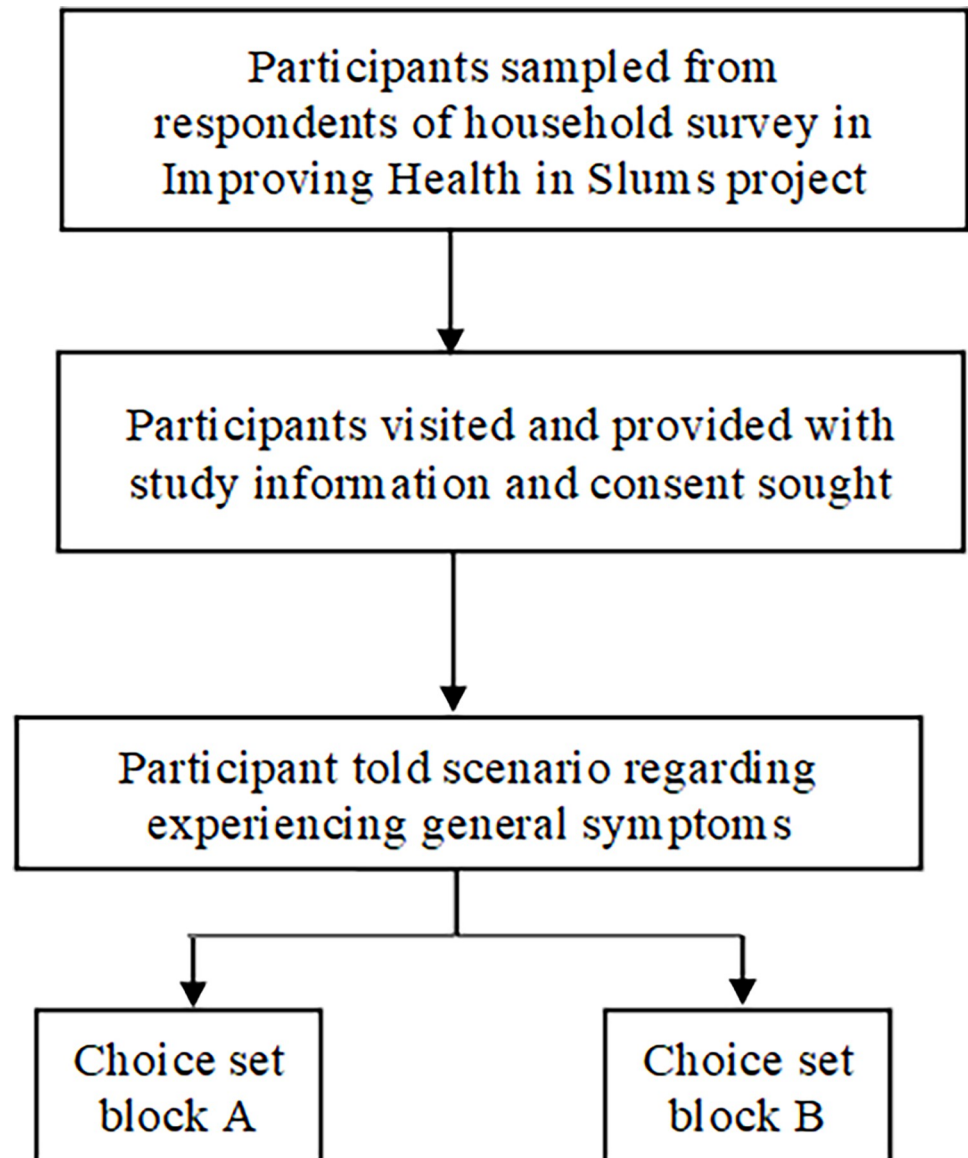 Participants sampled from
respondents of household survey in
Improving Health in Slums project
Participants visited and provided with
study information and consent sought
Participant told scenario regarding
experiencing general symptoms
Choice set
block A
Choice set
block B